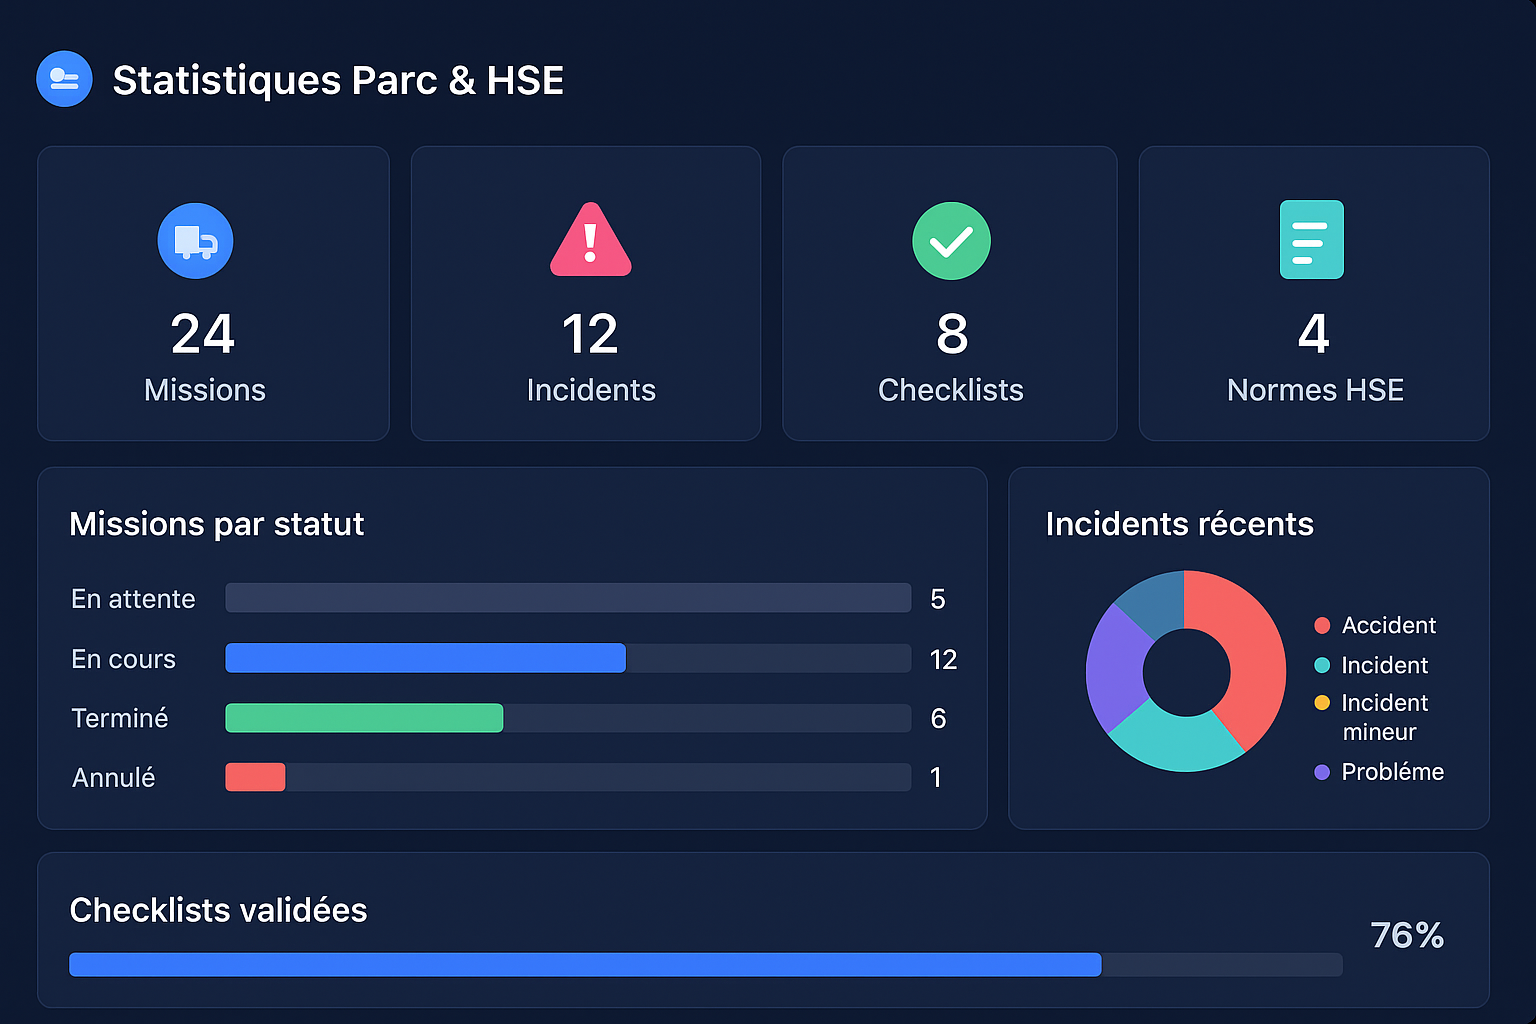 Statistiques Parc & HSE
24
Missions
12
Incidents
8
Checklists
4
Normes HSE
Missions par statut
En attente 5
En cours 12
Terminé 6
Annulé 1
Incidents récents
Accident
Incident
Incident
mineur
Probléme
Checklists validées
76%